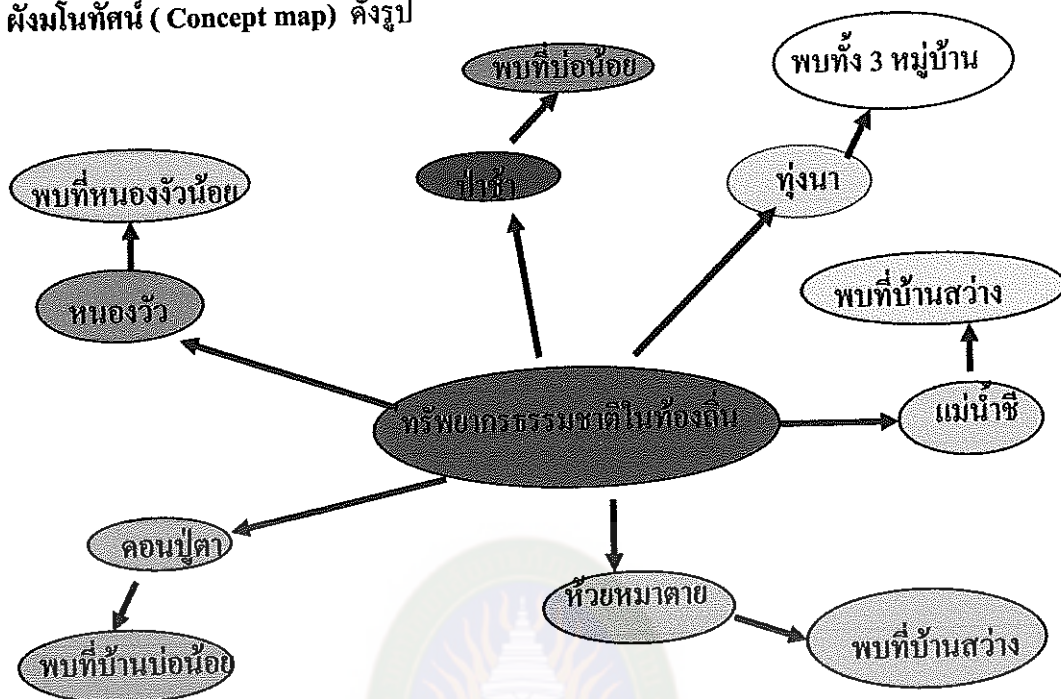 ผังมโนทัศน์ ( Concept map) ดังรูป
พบที่บ่อน้อย
พบทั้ง 3 หมู่บ้าน
ป่าช้า
ทุ่งนา
พบที่หนองงัวน้อย
หนองวัว
พบที่บ้านสว่าง
แม่น้ำชี
ทรัพยากรธรรมชาติในท้องถิ่น
ดอนปู่ตา
ห้วยหมาตาย
พบที่บ้านบ่อน้อย
พบที่บ้านสว่าง